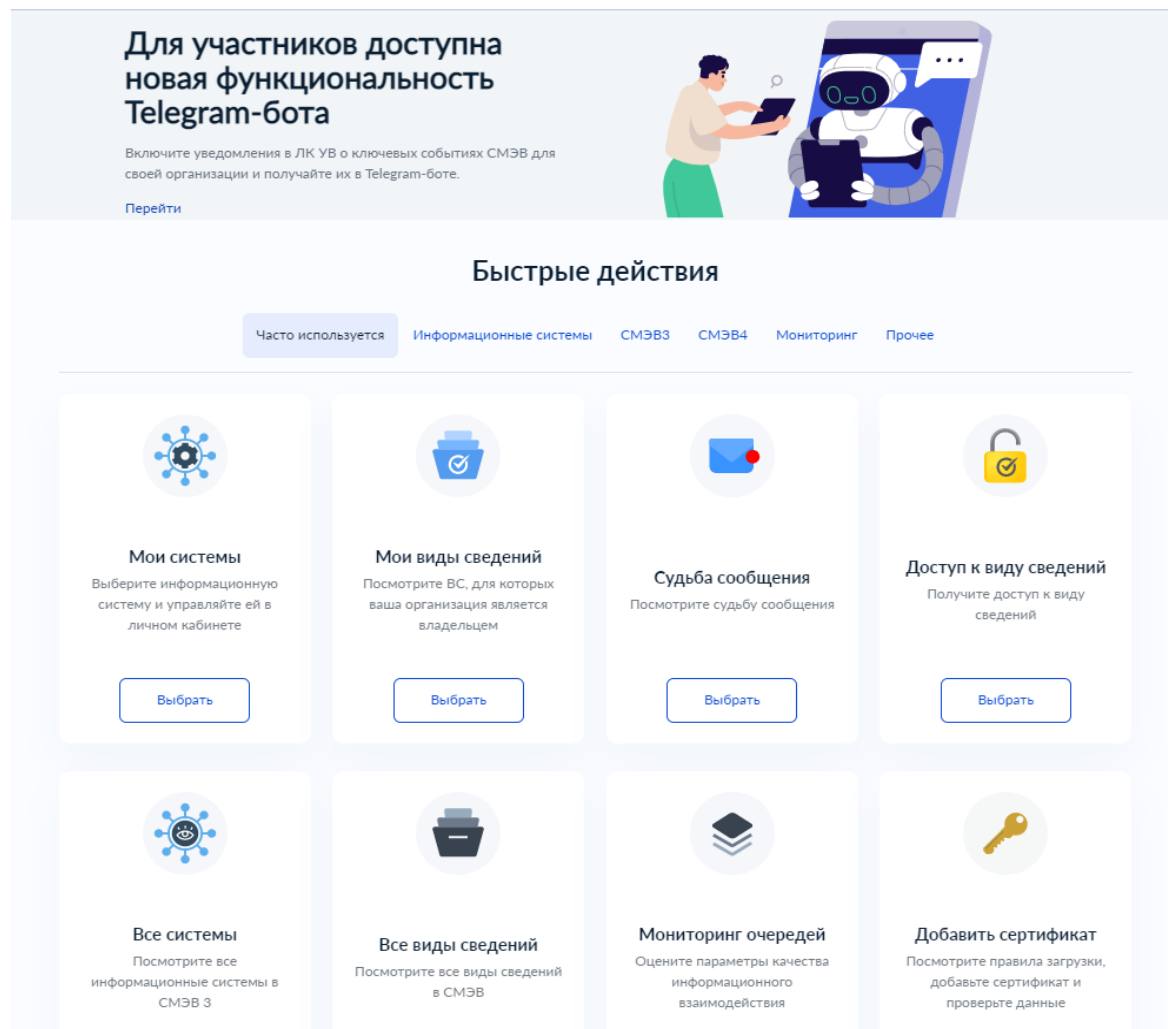 Для участников доступна
новая функциональность
Telegram-бота
Включите уведомления в ЛК УВ о ключевых событиях СМЭВ для
своей организации и получайте их в Telegram-боте.
Перейти
Быстрые действия
Часто используется Информационные системы СМЭВ3 СМЭВ4 Мониторинг Прочее
Мои системы
Выберите информационную
систему и управляйте ей в
личном кабинете
Выбрать
Мои виды сведений
Посмотрите ВС, для которых
ваша организация является
владельцем
Выбрать
Судьба сообщения
Посмотрите судьбу сообщения
Выбрать
Доступ к виду сведений
Получите доступ к виду
сведений
Выбрать
Все системы
Посмотрите все
информационные системы в
СМЭВ 3
Все виды сведений
Посмотрите все виды сведений
в СМЭВ
Мониторинг очередей
Оцените параметры качества
информационного
взаимодействия
Добавить сертификат
Посмотрите правила загрузки,
добавьте сертификат и
проверьте данные